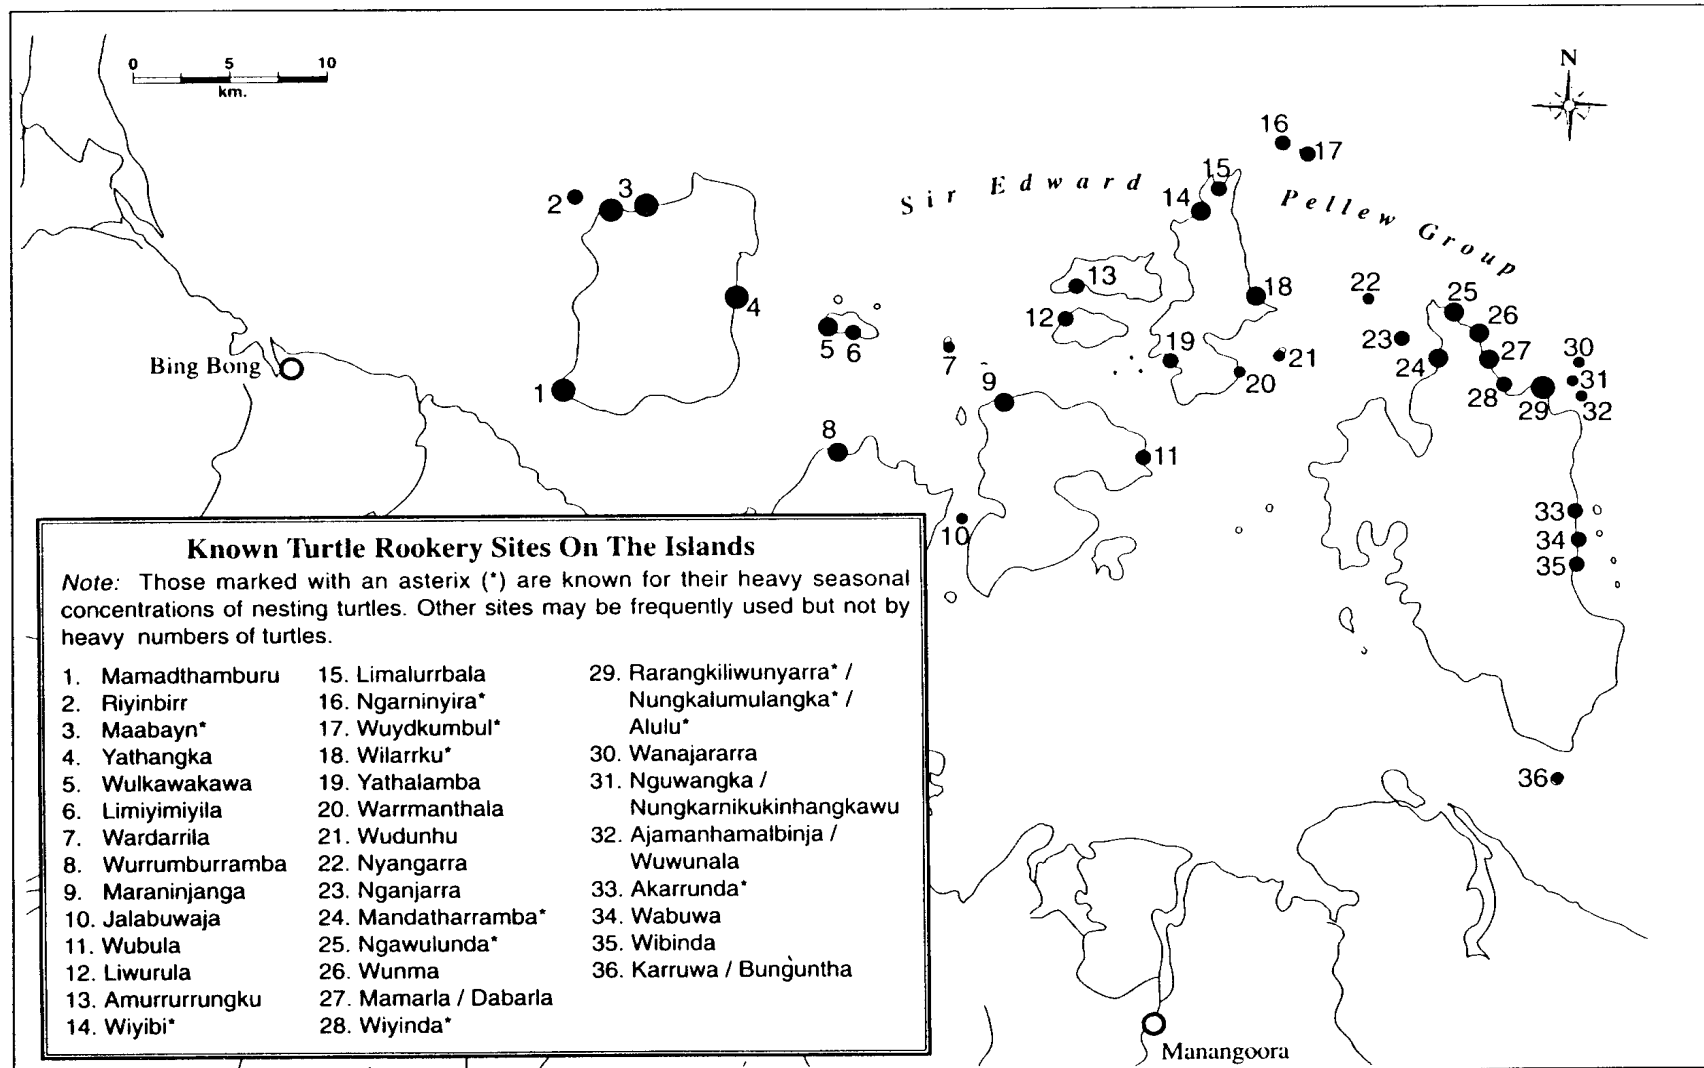 0 5 10
km.
N
16
17
15
14
Sir Edward Pellew Group
2
3
4
13
12
18
22
25
26
23
24
27
30
31
32
28
29
19
21
20
5
6
7
Bing Bong
1
9
8
11
10
33
34
35
36
Known Turtle Rookery Sites On The Islands
Note: Those marked with an asterix (*) are known for their heavy seasonal
concentrations of nesting turtles. Other sites may be frequently used but not by
heavy numbers of turtles.
1. Mamadthamburu
2. Riyinbirr
3. Maabayn*
4. Yathangka
5. Wulkawakawa
6. Limiyimiyila
7. Wardarrila
8. Wurrumburramba
9. Maraninjanga
10. Jalabuwaja
11. Wubula
12. Liwurula
13. Amurrurrungku
14. Wiyibi*
15. Limalurrbala
16. Ngarninyira*
17. Wuydkumbul*
18. Wilarrku*
19. Yathalamba
20. Warrmanthala
21. Wudunhu
22. Nyangarra
23. Nganjarra
24. Mandatharramba*
25. Ngawulunda*
26. Wunma
27. Mamarla / Dabarla
28. Wiyinda*
29. Rarangkiliwunyarra* /
Nungkalumulangka* /
Alulu*
30. Wanajararra
31. Nguwangka /
Nungkarnikukinhangkawu
32. Ajamanhamalbinja /
Wuwunala
33. Akarrunda*
34. Wabuwa
35. Wibinda
36. Karruwa / Bunguntha
Manangoora